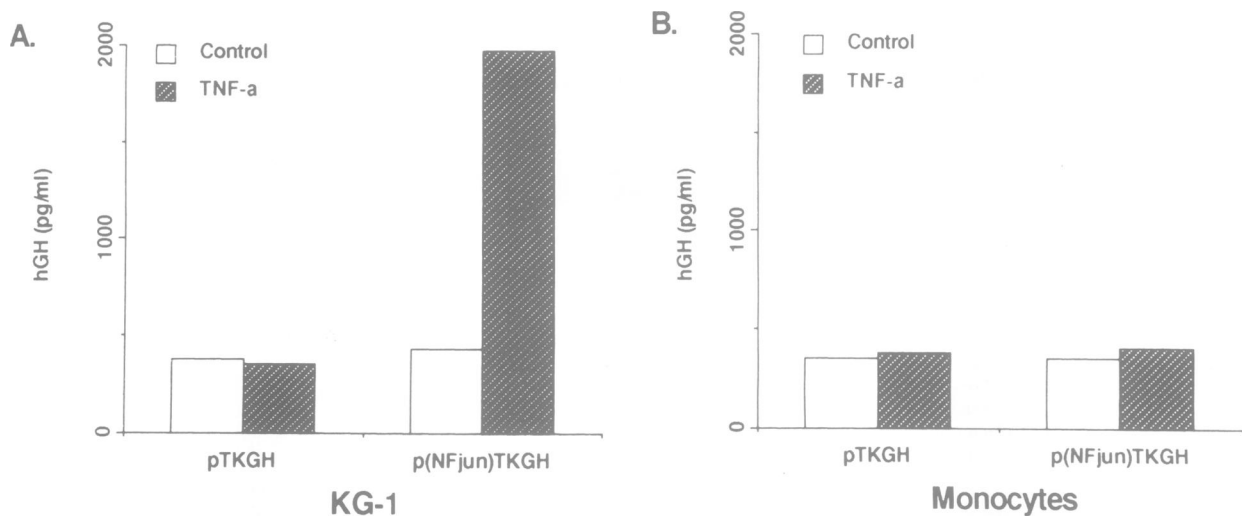 A.
2000
Control
TNF-a
hGH (pg/ml)
1000
0
pTKGH
p(NFjun)TKGH
KG-1
B.
2000
Control
TNF-a
hGH (pg/ml)
1000
0
pTKGH
p(NFjun)TKGH
Monocytes